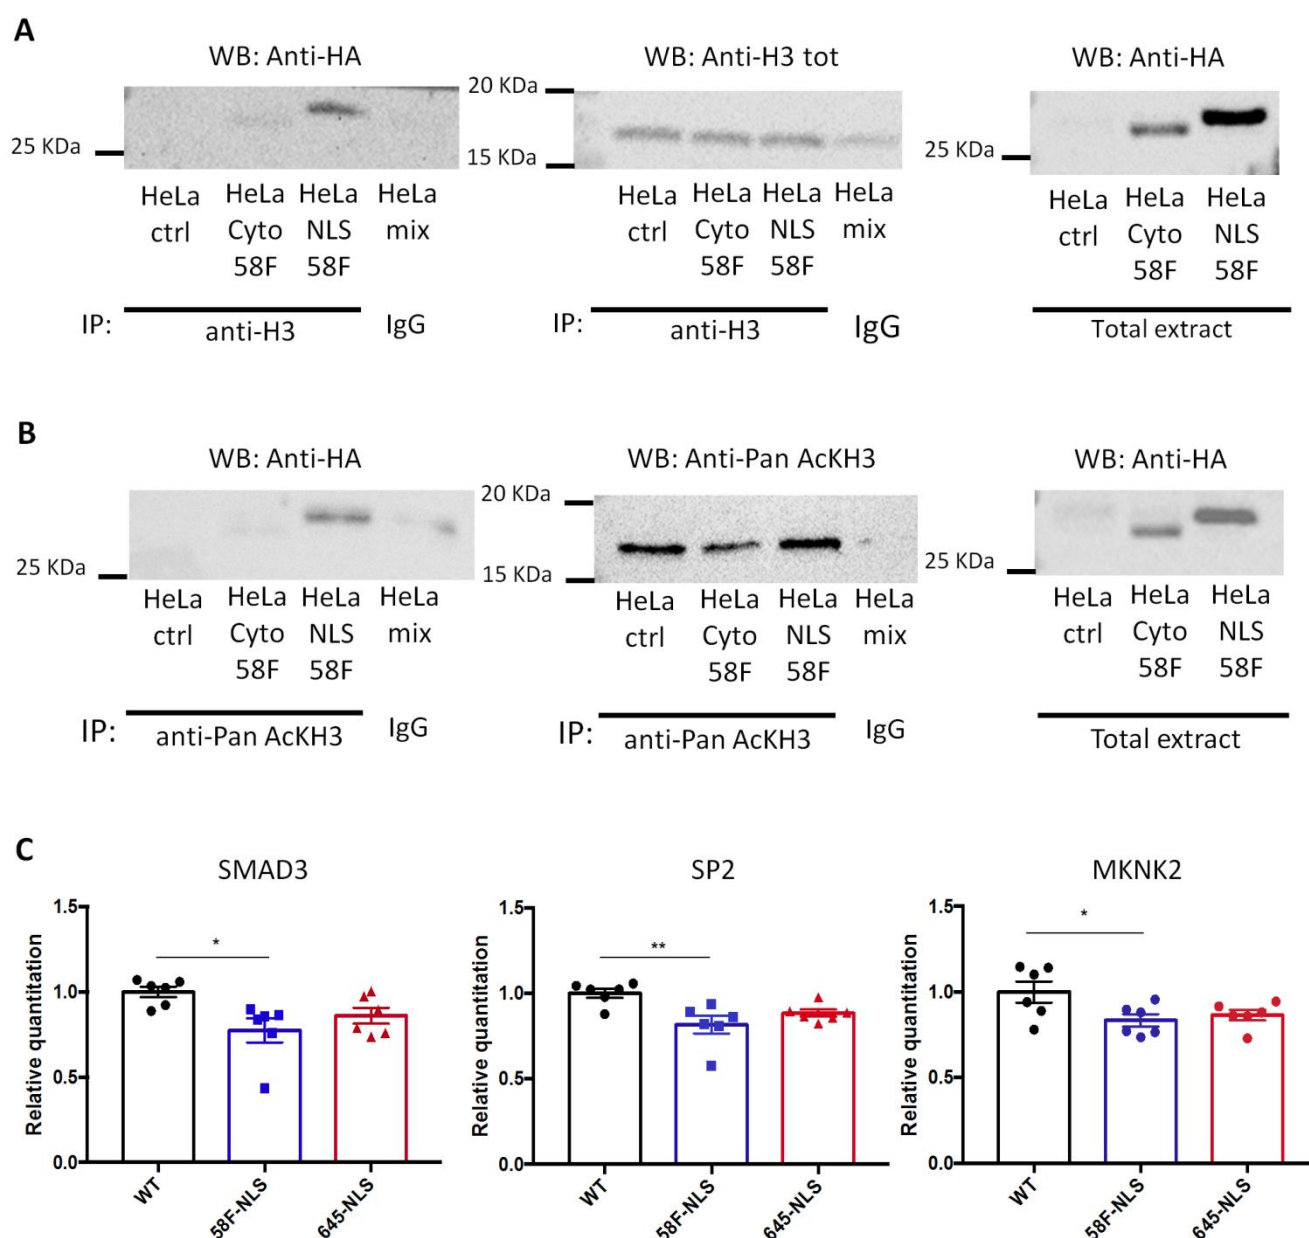 A
WB: Anti-HA
25 KDa
HeLa ctrl
HeLa Cyto 58F
HeLa NLS 58F
HeLa mix
IP:
anti-H3
IgG
WB: Anti-H3 tot
20 KDa
15 KDa
HeLa ctrl
HeLa Cyto 58F
HeLa NLS 58F
HeLa mix
IP:
anti-H3
IgG
WB: Anti-HA
25 KDa
HeLa ctrl
HeLa Cyto 58F
HeLa NLS 58F
Total extract
B
WB: Anti-HA
25 KDa
HeLa ctrl
HeLa Cyto 58F
HeLa NLS 58F
HeLa mix
IP:
anti-Pan AcKH3
IgG
WB: Anti-Pan AcKH3
20 KDa
15 KDa
HeLa ctrl
HeLa Cyto 58F
HeLa NLS 58F
HeLa mix
IP:
anti-Pan AcKH3
IgG
WB: Anti-HA
25 KDa
HeLa ctrl
HeLa Cyto 58F
HeLa NLS 58F
Total extract
C
SMAD3
Relative quantitation
1.5
1.0
0.5
0.0
*
WT
58F-NLS
645-NLS
SP2
Relative quantitation
1.5
1.0
0.5
0.0
**
WT
58F-NLS
645-NLS
MKNK2
Relative quantitation
1.5
1.0
0.5
0.0
*
WT
58F-NLS
645-NLS